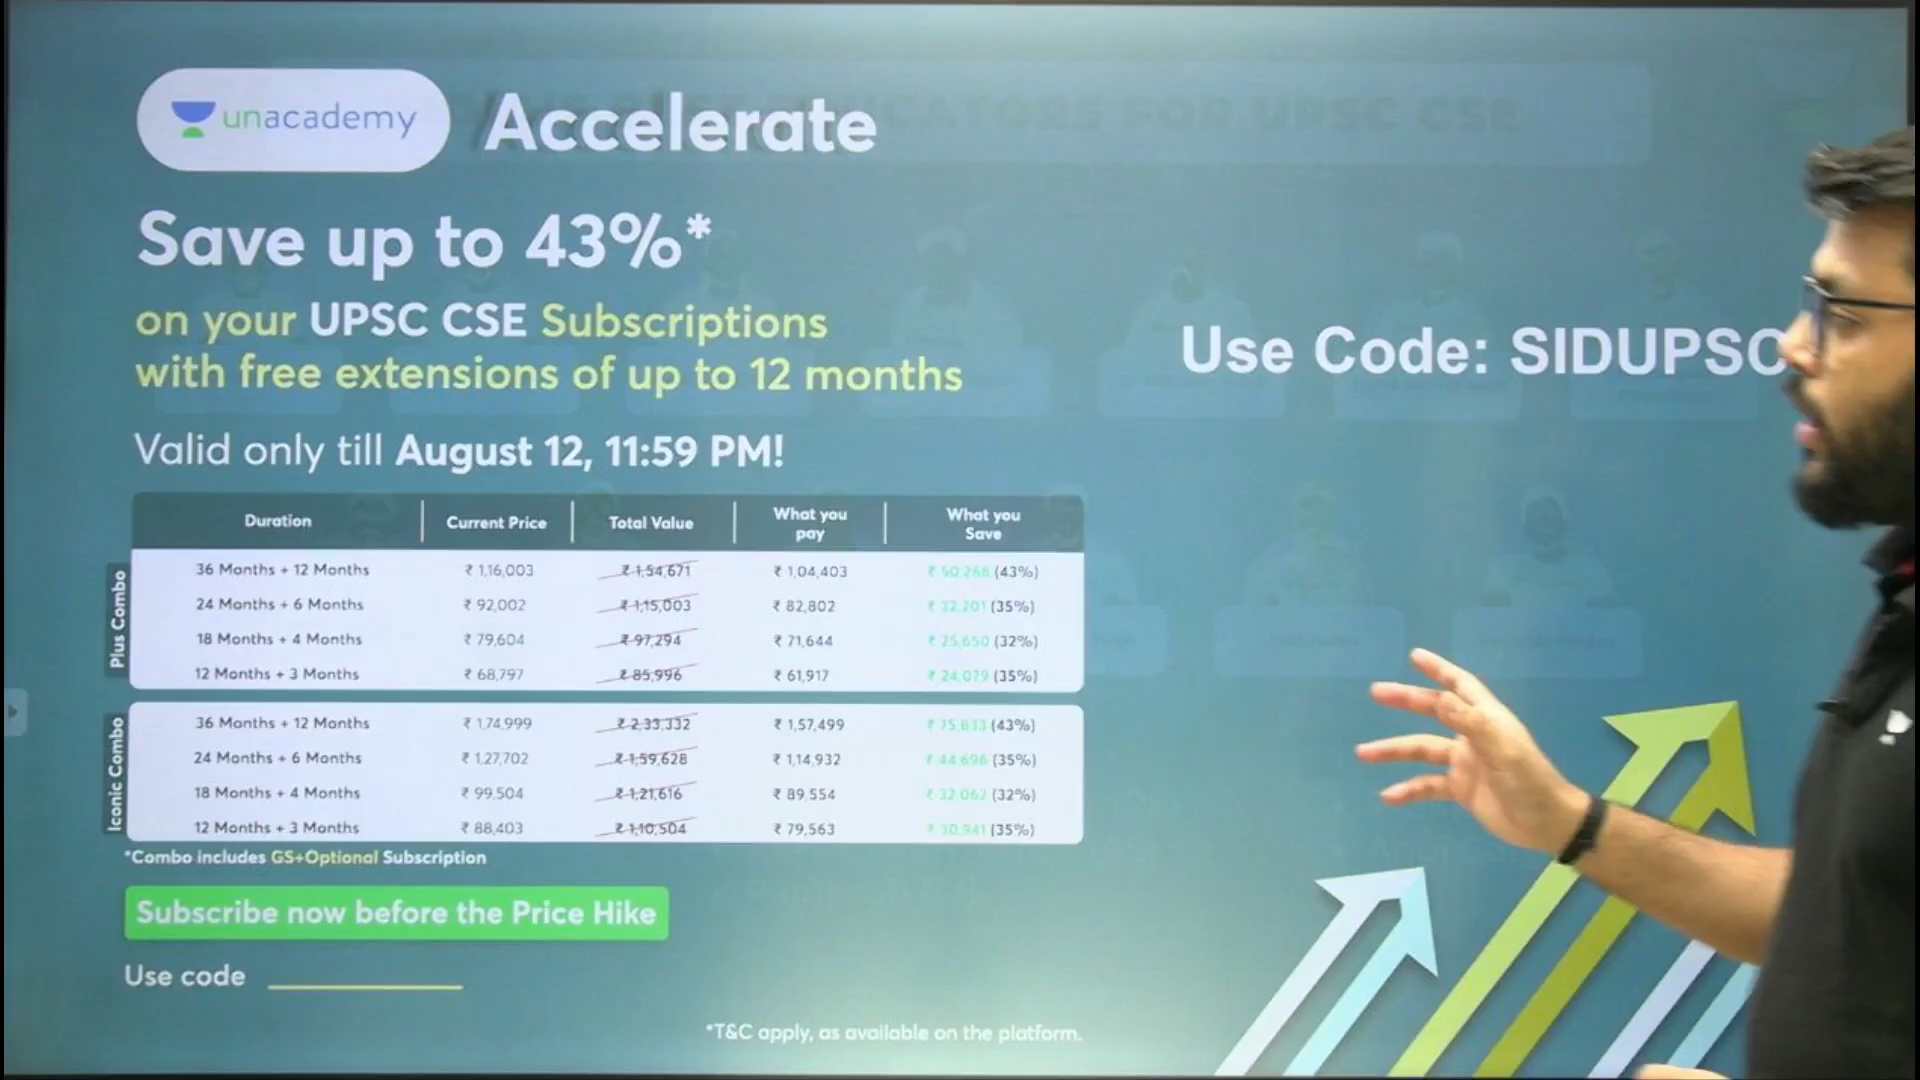 unacademy Accelerate
Save up to 43%*
on your UPSC CSE Subscriptions
with free extensions of up to 12 months
Use Code: SIDUPSC
Valid only till August 12, 11:59 PM!
Duration Current Price Total Value What you pay What you Save
Plus Combo
36 Months + 12 Months ₹ 1,16,003 ₹ 1,54,671 ₹ 1,04,403 ₹ 50,268 (43%)
24 Months + 6 Months ₹ 92,002 ₹ 1,15,003 ₹ 82,802 ₹ 32,201 (35%)
18 Months + 4 Months ₹ 79,604 ₹ 97,294 ₹ 71,644 ₹ 25,650 (32%)
12 Months + 3 Months ₹ 68,797 ₹ 85,996 ₹ 61,917 ₹ 24,079 (35%)
Iconic Combo
36 Months + 12 Months ₹ 1,74,999 ₹ 2,33,332 ₹ 1,57,499 ₹ 75,833 (43%)
24 Months + 6 Months ₹ 1,27,702 ₹ 1,59,628 ₹ 1,14,932 ₹ 44,696 (35%)
18 Months + 4 Months ₹ 99,504 ₹ 1,21,616 ₹ 89,554 ₹ 32,062 (32%)
12 Months + 3 Months ₹ 88,403 ₹ 1,10,504 ₹ 79,563 ₹ 30,941 (35%)
*Combo includes GS+Optional Subscription
Subscribe now before the Price Hike
Use code
*T&C apply, as available on the platform.
FOR UPSC CSE